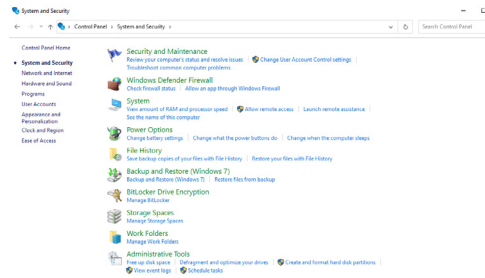 System and Security
Control Panel > System and Security >
Search Control Panel
Control Panel Home
System and Security
Network and Internet
Hardware and Sound
Programs
User Accounts
Appearance and
Personalization
Clock and Region
Ease of Access
Security and Maintenance
Review your computer's status and resolve issues
Change User Account Control settings
Troubleshoot common computer problems
Windows Defender Firewall
Check firewall status
Allow an app through Windows Firewall
System
View amount of RAM and processor speed
Allow remote access
Launch remote assistance
See the name of this computer
Power Options
Change battery settings
Change what the power buttons do
Change when the computer sleeps
File History
Save backup copies of your files with File History
Restore your files with File History
Backup and Restore (Windows 7)
Backup and Restore (Windows 7)
Restore files from backup
BitLocker Drive Encryption
Manage BitLocker
Storage Spaces
Manage Storage Spaces
Work Folders
Manage Work Folders
Administrative Tools
Free up disk space
Defragment and optimize your drives
Create and format hard disk partitions
View event logs
Schedule tasks